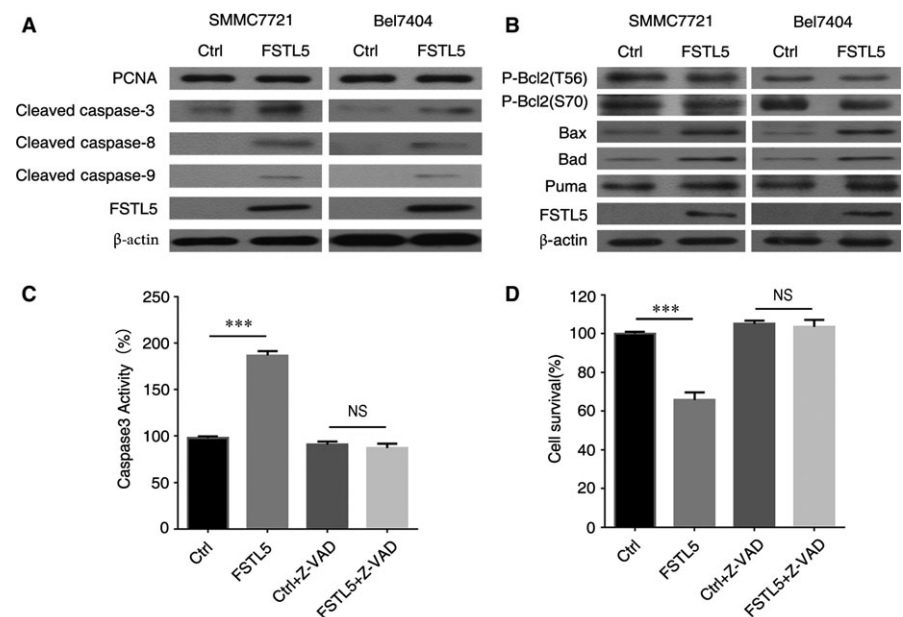 A
SMMC7721 Bel7404
Ctrl FSTL5 Ctrl FSTL5
PCNA
Cleaved caspase-3
Cleaved caspase-8
Cleaved caspase-9
FSTL5
β-actin
B
SMMC7721 Bel7404
Ctrl FSTL5 Ctrl FSTL5
P-Bcl2(T56)
P-Bcl2(S70)
Bax
Bad
Puma
FSTL5
β-actin
C
Caspase3 Activity (%)
250
200
150
100
50
0
***
NS
Ctrl
FSTL5
Ctrl+Z-VAD
FSTL5+Z-VAD
D
Cell survival(%)
120
100
80
60
40
20
0
***
NS
Ctrl
FSTL5
Ctrl+Z-VAD
FSTL5+Z-VAD